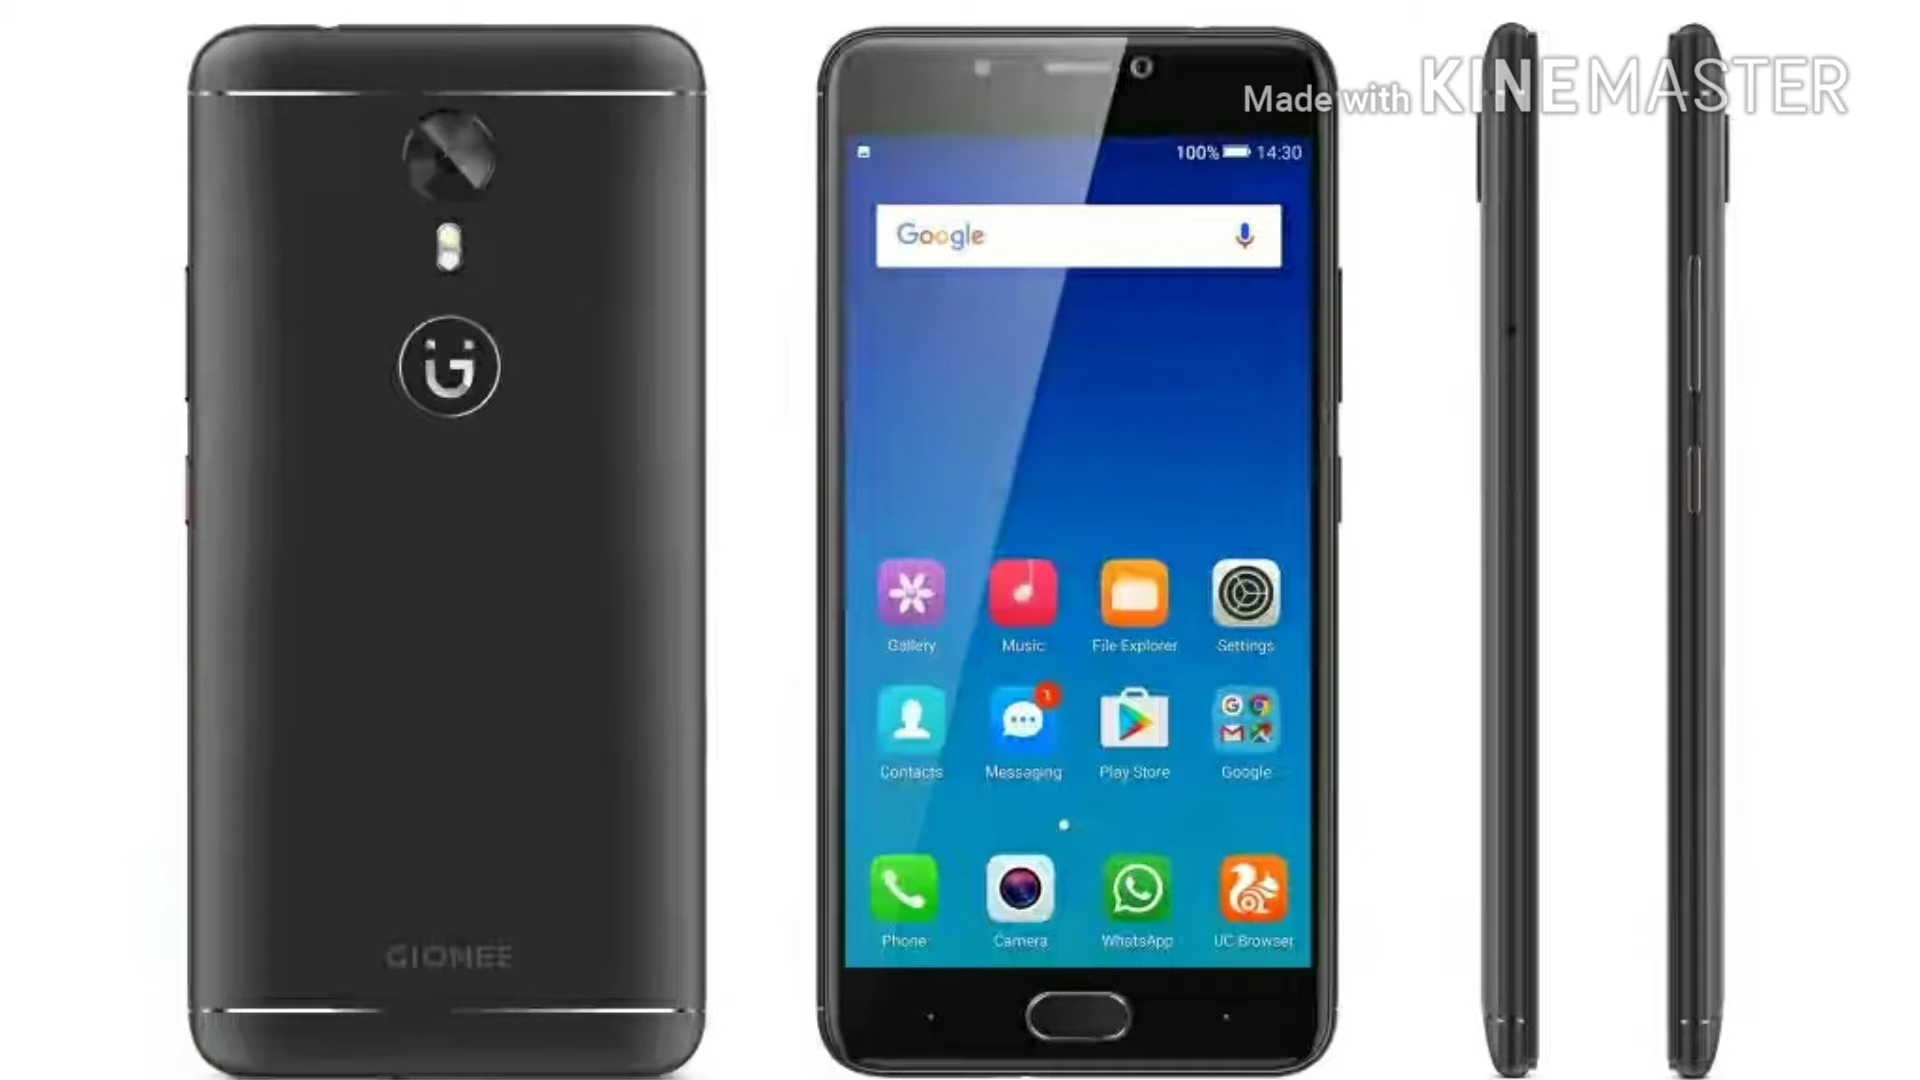 Made with KINEMASTER
100% 14:30
Google
Gallery Music File Explorer Settings
1
Contacts Messaging Play Store Google
Phone Camera WhatsApp UC Browser
G
GIONEE